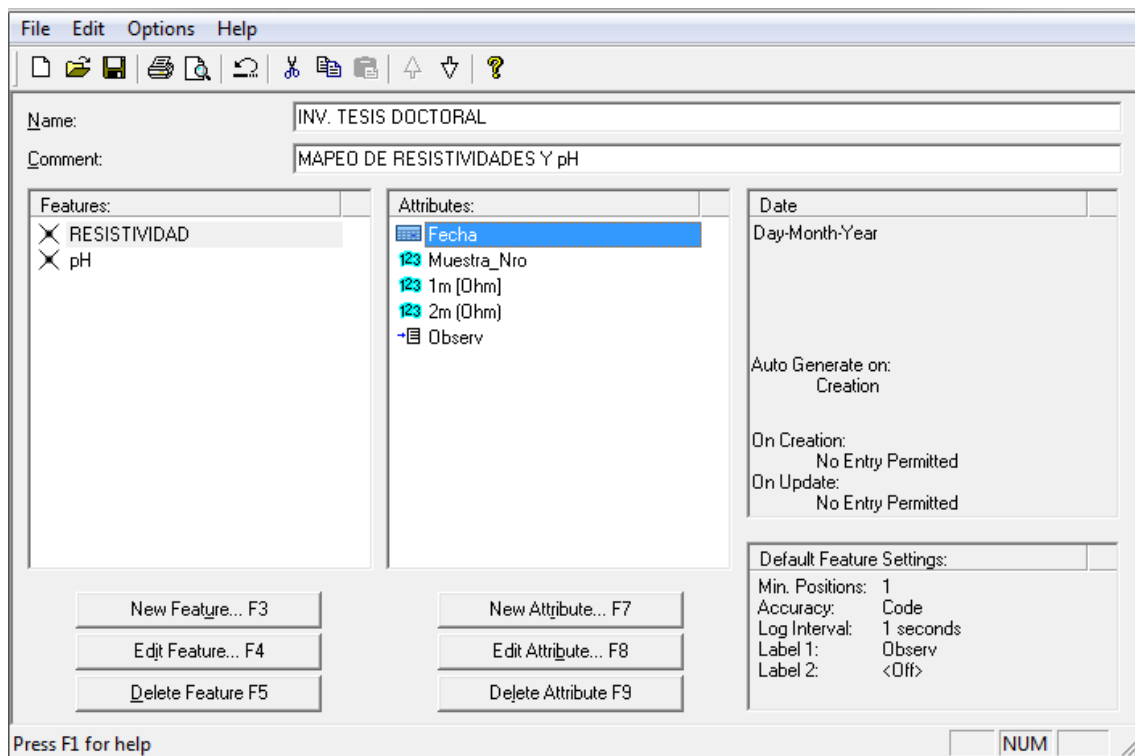 File Edit Options Help
Name: INV. TESIS DOCTORAL
Comment: MAPEO DE RESISTIVIDADES Y pH
Features:
RESISTIVIDAD
pH
New Feature... F3
Edit Feature... F4
Delete Feature F5
Attributes:
Fecha
123 Muestra_Nro
123 1m [Ohm]
123 2m (Ohm)
Observ
New Attribute... F7
Edit Attribute... F8
Delete Attribute F9
Date
Day-Month-Year
Auto Generate on:
Creation
On Creation:
No Entry Permitted
On Update:
No Entry Permitted
Default Feature Settings:
Min. Positions: 1
Accuracy: Code
Log Interval: 1 seconds
Label 1: Observ
Label 2: <Off>
Press F1 for help
NUM